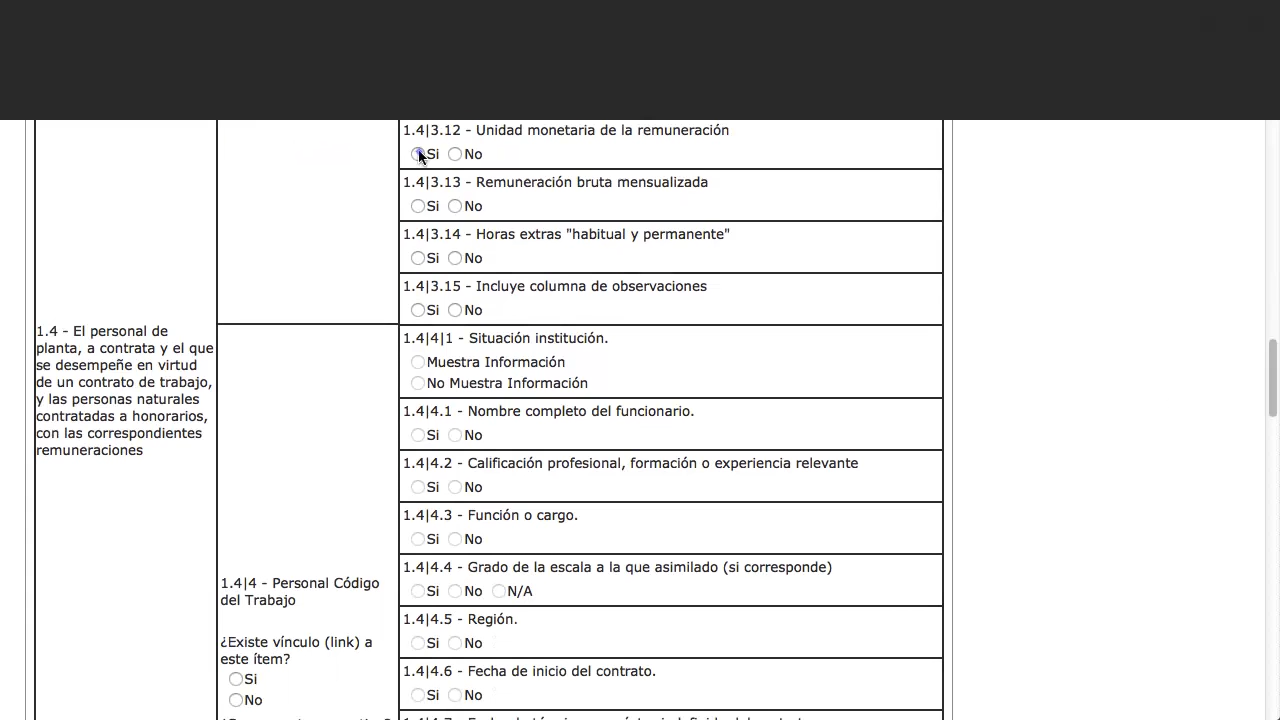 1.4|3.12 - Unidad monetaria de la remuneración
Si No
1.4|3.13 - Remuneración bruta mensualizada
Si No
1.4|3.14 - Horas extras "habitual y permanente"
Si No
1.4|3.15 - Incluye columna de observaciones
Si No
1.4 - El personal de
planta, a contrata y el que
se desempeñe en virtud
de un contrato de trabajo,
y las personas naturales
contratadas a honorarios,
con las correspondientes
remuneraciones
1.4|4 - Personal Código
del Trabajo
¿Existe vínculo (link) a
este ítem?
Si
No
1.4|4|1 - Situación institución.
Muestra Información
No Muestra Información
1.4|4.1 - Nombre completo del funcionario.
Si No
1.4|4.2 - Calificación profesional, formación o experiencia relevante
Si No
1.4|4.3 - Función o cargo.
Si No
1.4|4.4 - Grado de la escala a la que asimilado (si corresponde)
Si No N/A
1.4|4.5 - Región.
Si No
1.4|4.6 - Fecha de inicio del contrato.
Si No